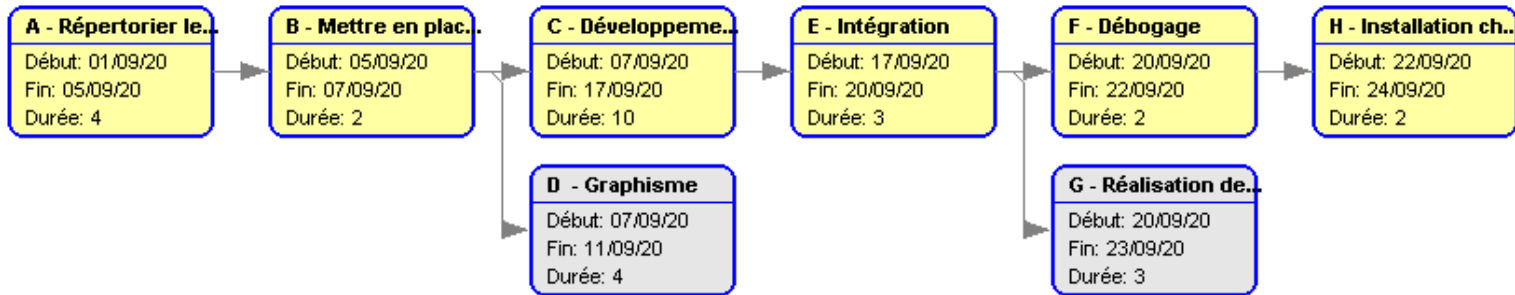 A - Répertorier le...
Début: 01/09/20
Fin: 05/09/20
Durée: 4
B - Mettre en plac...
Début: 05/09/20
Fin: 07/09/20
Durée: 2
C - Développeme...
Début: 07/09/20
Fin: 17/09/20
Durée: 10
E - Intégration
Début: 17/09/20
Fin: 20/09/20
Durée: 3
F - Débogage
Début: 20/09/20
Fin: 22/09/20
Durée: 2
H - Installation ch...
Début: 22/09/20
Fin: 24/09/20
Durée: 2
D - Graphisme
Début: 07/09/20
Fin: 11/09/20
Durée: 4
G - Réalisation de...
Début: 20/09/20
Fin: 23/09/20
Durée: 3